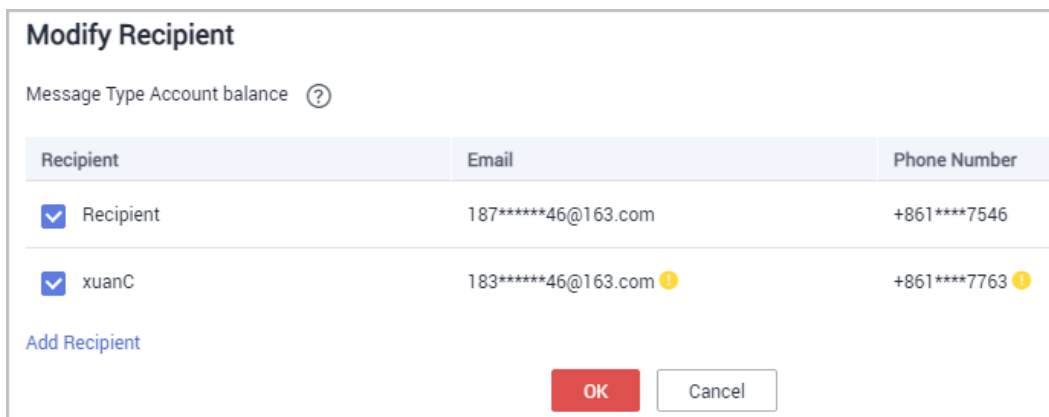 Modify Recipient
Message Type Account balance ?
Recipient Email Phone Number
Recipient 187******46@163.com +861****7546
xuanC 183******46@163.com ! +861****7763 !
Add Recipient
OK Cancel